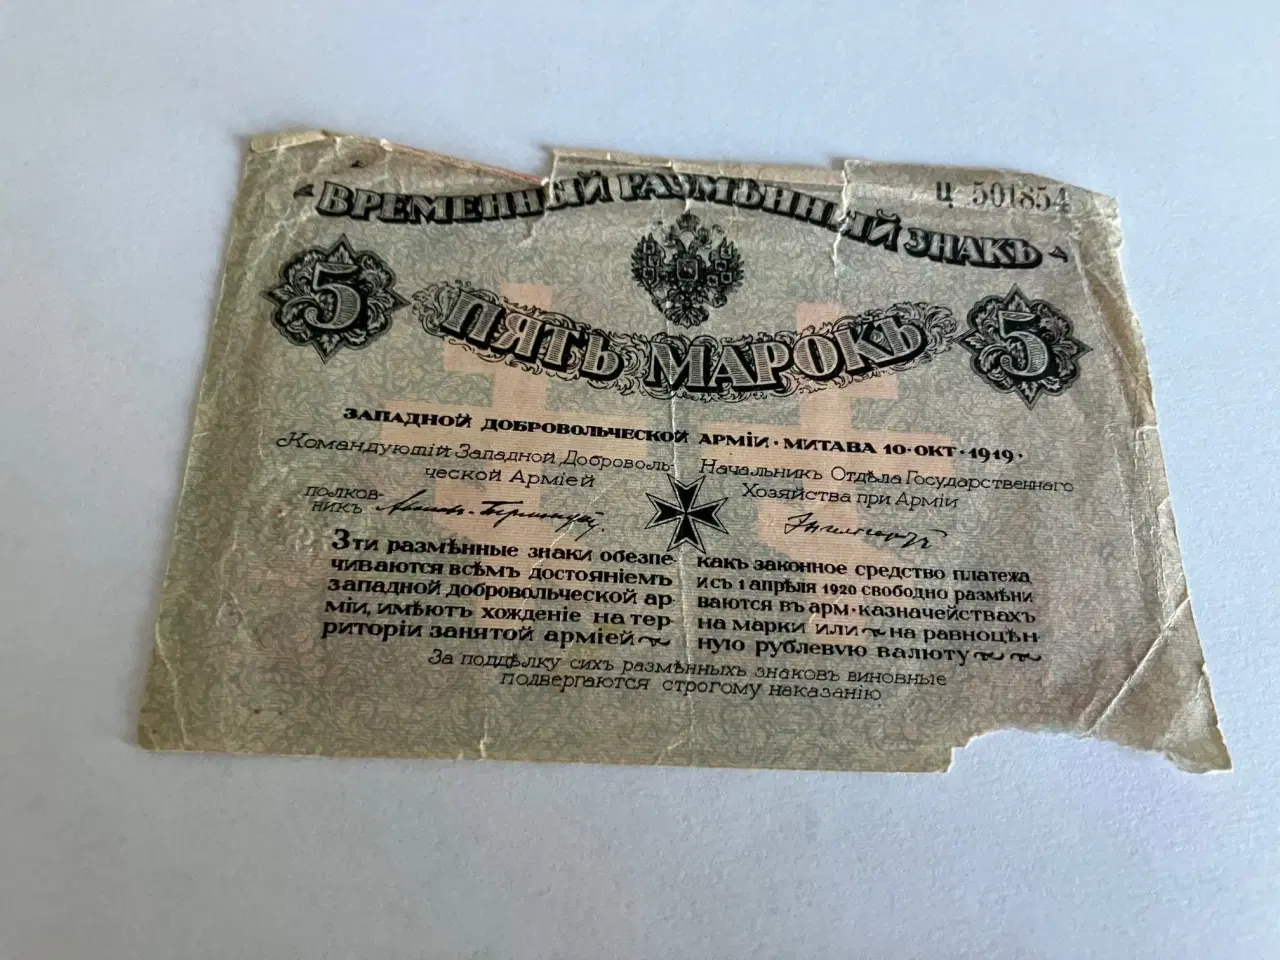 Ц 501854
ВРЕМЕННЫЙ РАЗМѢННЫЙ ЗНАКЪ
5 ПЯТЬ МАРОКЪ 5
ЗАПАДНОЙ ДОБРОВОЛЬЧЕСКОЙ АРМІИ · МИТАВА 10 · ОКТ · 1919 ·
Командующій Западной Доброволь-
ческой Арміей
полков-
никъ
Начальникъ Отдѣла Государственнаго
Хозяйства при Арміи
Эти размѣнные знаки обезпе-
чиваются всѣмъ достояніемъ
западной добровольческой ар-
міи, имѣютъ хожденіе на тер-
риторіи занятой арміей
какъ законное средство платежа
и съ 1 апрѣля 1920 свободно размѣни
ваются въ арм · казначействахъ
на марки или на равноцѣн-
ную рублевую валюту
За поддѣлку сихъ размѣнныхъ знаковъ виновные
подвергаются строгому наказанію